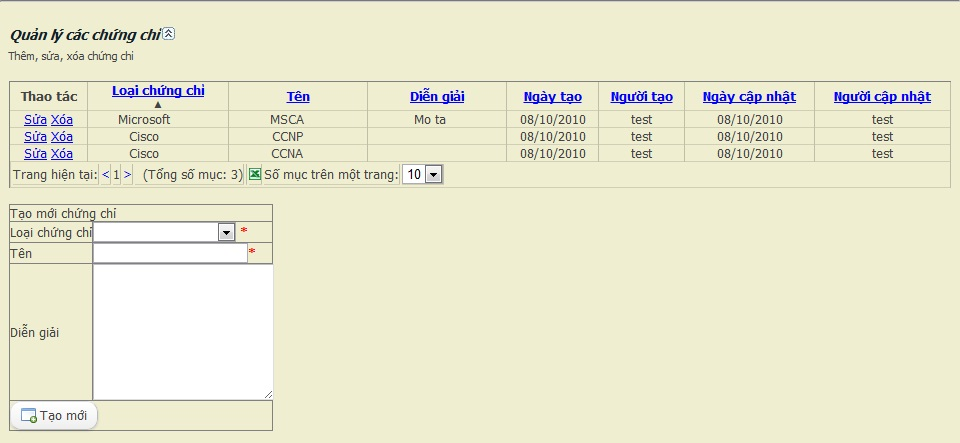 Quản lý các chứng chỉ
Thêm, sửa, xóa chứng chỉ
Thao tác Loại chứng chỉ ▲ Tên Diễn giải Ngày tạo Người tạo Ngày cập nhật Người cập nhật
Sửa Xóa Microsoft MSCA Mo ta 08/10/2010 test 08/10/2010 test
Sửa Xóa Cisco CCNP 08/10/2010 test 08/10/2010 test
Sửa Xóa Cisco CCNA 08/10/2010 test 08/10/2010 test
Trang hiện tại: < 1 > (Tổng số mục: 3) Số mục trên một trang: 10
Tạo mới chứng chỉ
Loại chứng chỉ *
Tên *
Diễn giải
Tạo mới